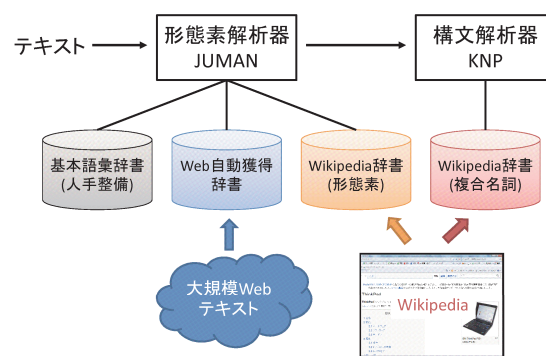 テキスト
形態素解析器
JUMAN
構文解析器
KNP
基本語彙辞書
(人手整備)
Web自動獲得
辞書
Wikipedia辞書
(形態素)
Wikipedia辞書
(複合名詞)
大規模Web
テキスト
Wikipedia